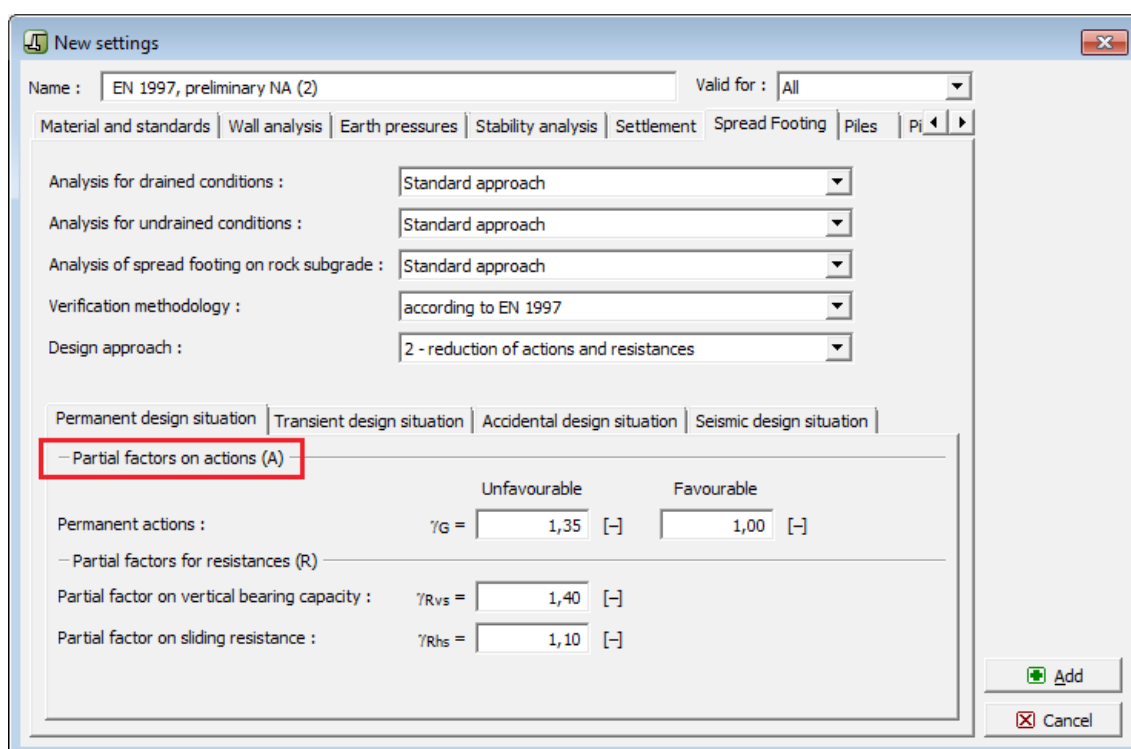 New settings
Name : EN 1997, preliminary NA (2) Valid for : All
Material and standards Wall analysis Earth pressures Stability analysis Settlement Spread Footing Piles Pi
Analysis for drained conditions : Standard approach
Analysis for undrained conditions : Standard approach
Analysis of spread footing on rock subgrade : Standard approach
Verification methodology : according to EN 1997
Design approach : 2 - reduction of actions and resistances
Permanent design situation Transient design situation Accidental design situation Seismic design situation
Partial factors on actions (A)
Unfavourable Favourable
Permanent actions : γG = 1,35 [–] 1,00 [–]
Partial factors for resistances (R)
Partial factor on vertical bearing capacity : γRvs = 1,40 [–]
Partial factor on sliding resistance : γRhs = 1,10 [–]
Add
Cancel